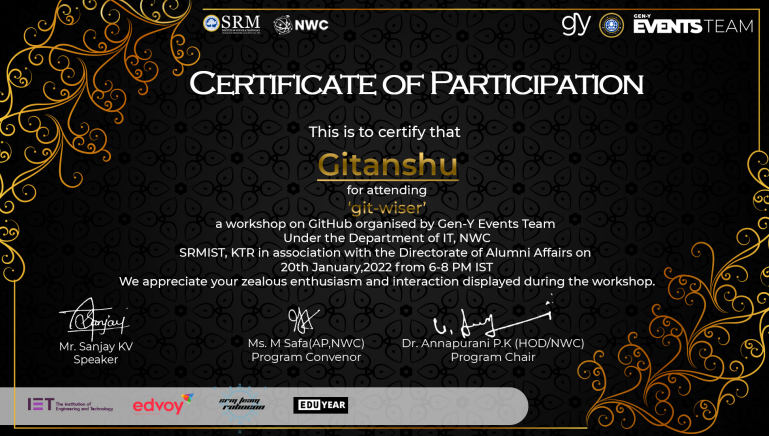 SRM
NWC
gy
GEN-Y
EVENTS TEAM
CERTIFICATE OF PARTICIPATION
This is to certify that
Gitanshu
for attending
'git-wiser'
a workshop on GitHub organised by Gen-Y Events Team
Under the Department of IT, NWC
SRMIST, KTR in association with the Directorate of Alumni Affairs on
20th January,2022 from 6-8 PM IST
We appreciate your zealous enthusiasm and interaction displayed during the workshop.
Mr. Sanjay KV
Speaker
Ms. M Safa(AP,NWC)
Program Convenor
Dr. Annapurani P.K (HOD/NWC)
Program Chair
IET The Institution of
Engineering and Technology
edvoy
srm team
robocon
EDUYEAR